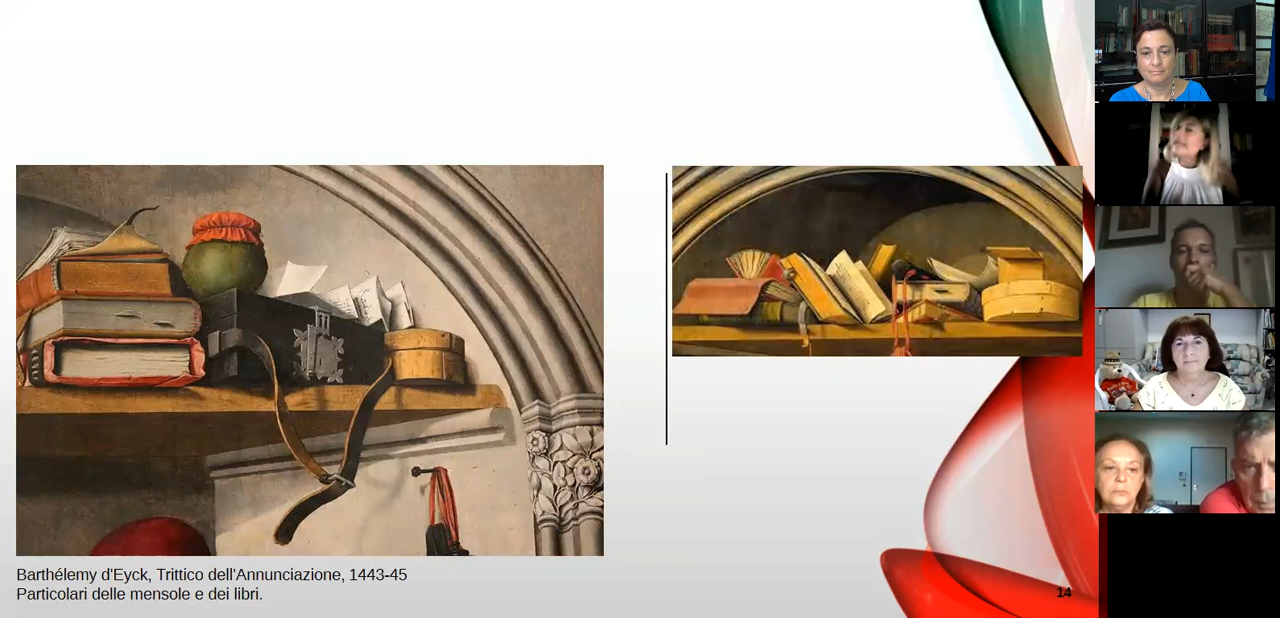 Barthélemy d'Eyck, Trittico dell'Annunciazione, 1443-45
Particolari delle mensole e dei libri.
14